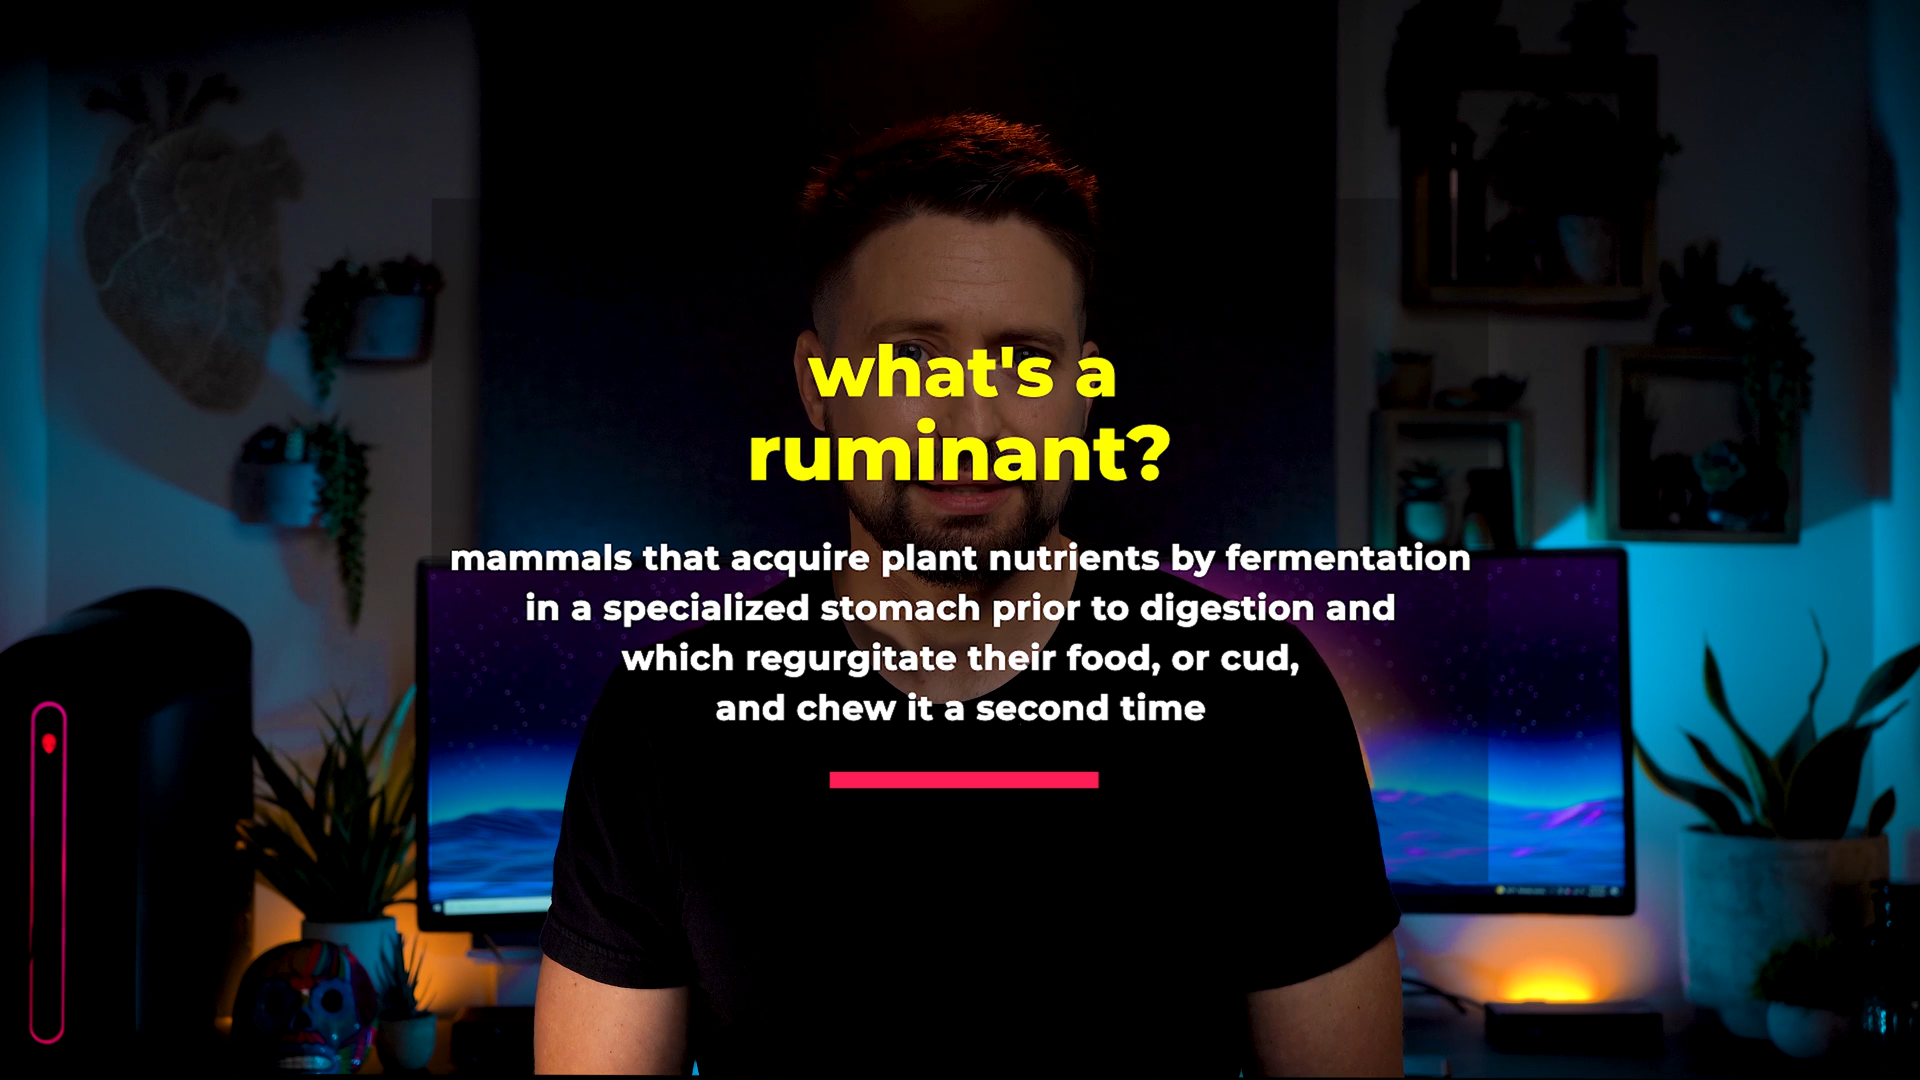 what's a
ruminant?
mammals that acquire plant nutrients by fermentation
in a specialized stomach prior to digestion and
which regurgitate their food, or cud,
and chew it a second time